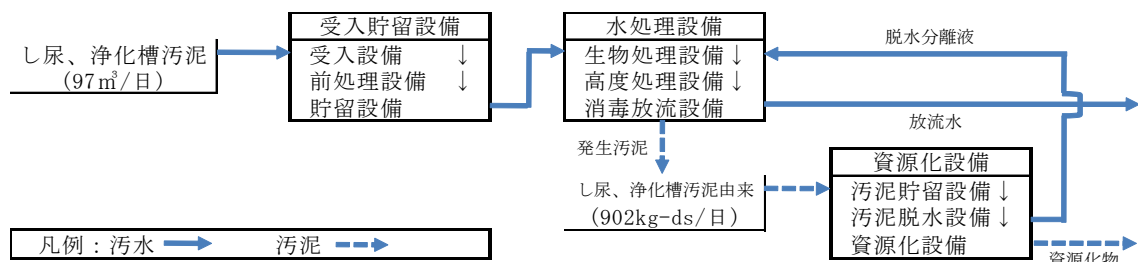 し尿、浄化槽汚泥
(97㎥/日)
受入貯留設備
受入設備 ↓
前処理設備 ↓
貯留設備
水処理設備
生物処理設備↓
高度処理設備↓
消毒放流設備
脱水分離液
放流水
発生汚泥
し尿、浄化槽汚泥由来
(902kg-ds/日)
資源化設備
汚泥貯留設備↓
汚泥脱水設備↓
資源化設備
資源化物
凡例：汚水 汚泥